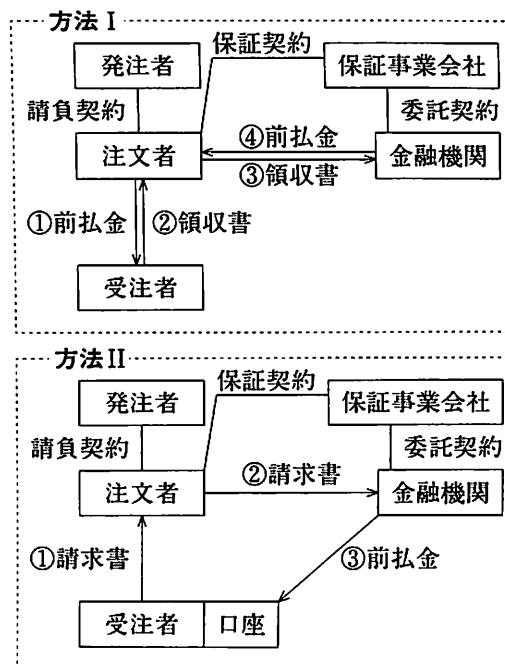 方法Ⅰ
保証契約
発注者
保証事業会社
請負契約
委託契約
注文者
④前払金
③領収書
金融機関
①前払金
②領収書
受注者
方法Ⅱ
保証契約
発注者
保証事業会社
請負契約
委託契約
注文者
②請求書
金融機関
①請求書
③前払金
受注者
口座